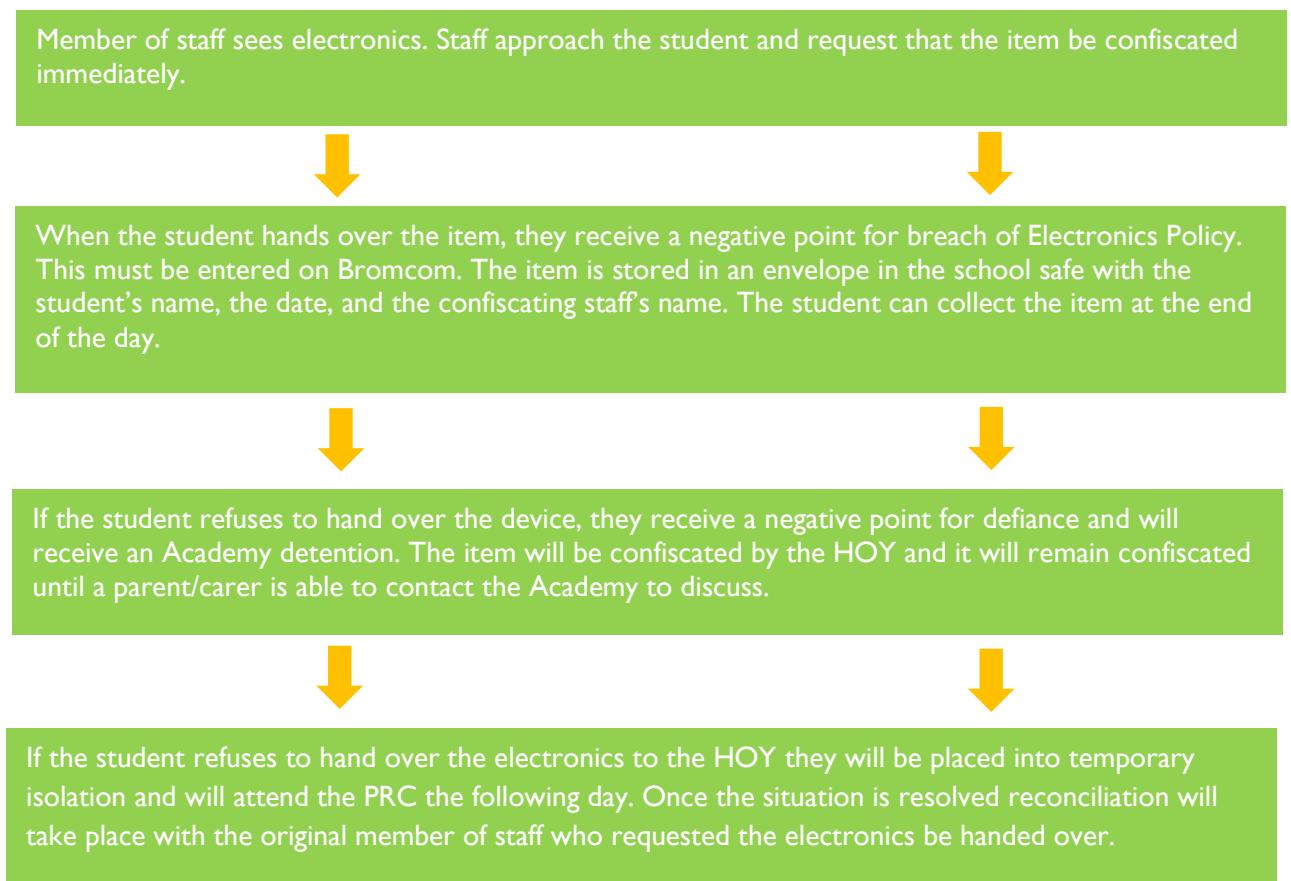 Member of staff sees electronics. Staff approach the student and request that the item be confiscated
immediately.
When the student hands over the item, they receive a negative point for breach of Electronics Policy.
This must be entered on Bromcom. The item is stored in an envelope in the school safe with the
student’s name, the date, and the confiscating staff’s name. The student can collect the item at the end
of the day.
If the student refuses to hand over the device, they receive a negative point for defiance and will
receive an Academy detention. The item will be confiscated by the HOY and it will remain confiscated
until a parent/carer is able to contact the Academy to discuss.
If the student refuses to hand over the electronics to the HOY they will be placed into temporary
isolation and will attend the PRC the following day. Once the situation is resolved reconciliation will
take place with the original member of staff who requested the electronics be handed over.